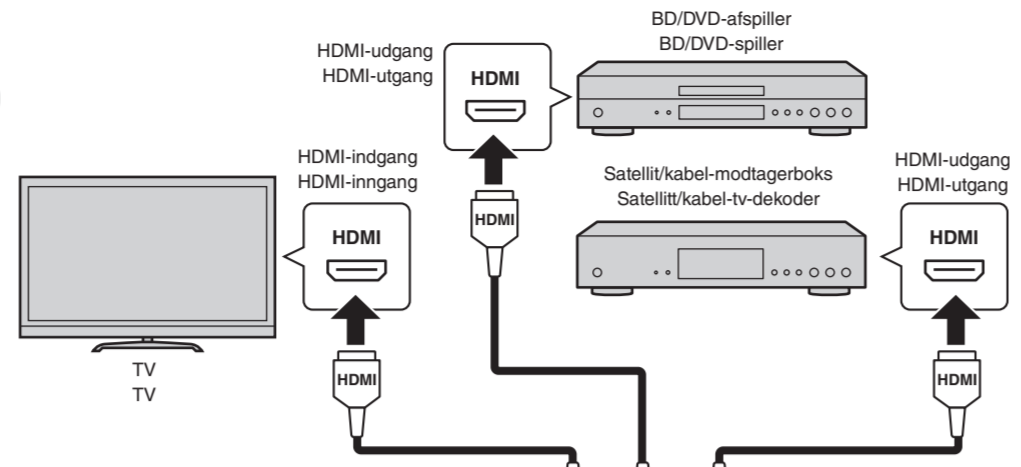 BD/DVD-afspiller
BD/DVD-spiller
HDMI-udgang
HDMI-utgang
HDMI
HDMI-indgang
HDMI-inngang
HDMI
Satellit/kabel-modtagerboks
Satellitt/kabel-tv-dekoder
HDMI-udgang
HDMI-utgang
HDMI
HDMI
TV
TV
HDMI
HDMI